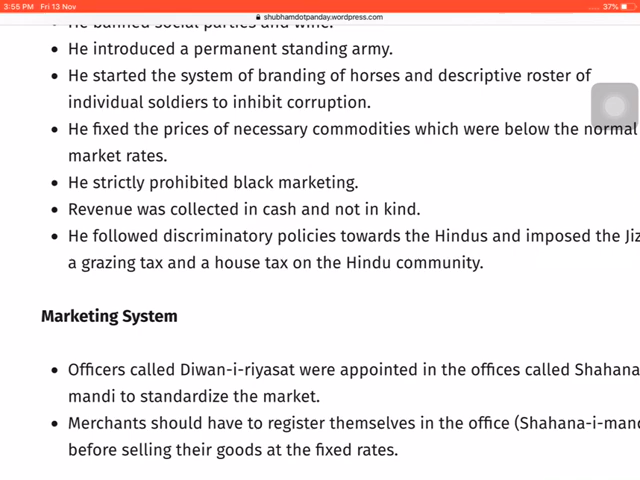 3:55 PM Fri 13 Nov
37%
shubhamdotpanday.wordpress.com
He banned social parties and wine.
• He introduced a permanent standing army.
• He started the system of branding of horses and descriptive roster of
individual soldiers to inhibit corruption.
• He fixed the prices of necessary commodities which were below the normal
market rates.
• He strictly prohibited black marketing.
• Revenue was collected in cash and not in kind.
• He followed discriminatory policies towards the Hindus and imposed the Jiz
a grazing tax and a house tax on the Hindu community.
Marketing System
• Officers called Diwan-i-riyasat were appointed in the offices called Shahana
mandi to standardize the market.
• Merchants should have to register themselves in the office (Shahana-i-mand
before selling their goods at the fixed rates.